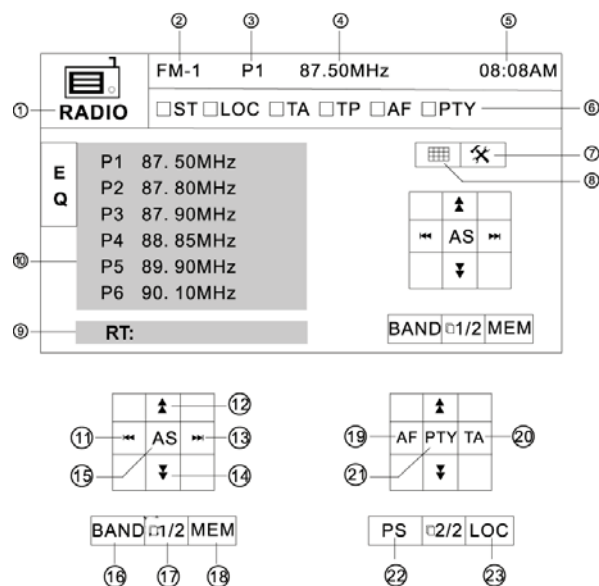 ② ③ ④ ⑤
FM-1 P1 87.50MHz 08:08AM
① RADIO
□ST □LOC □TA □TP □AF □PTY ⑥
⑦
⑧
EQ
P1 87.50MHz
P2 87.80MHz
P3 87.90MHz
P4 88.85MHz
P5 89.90MHz
P6 90.10MHz
⑩
AS
⑨ RT:
BAND 1/2 MEM
⑫
⑪ AS ⑬
⑮ ⑭
BAND 1/2 MEM
⑯ ⑰ ⑱
⑲ AF PTY TA ⑳
㉑
PS 2/2 LOC
㉒ ㉓